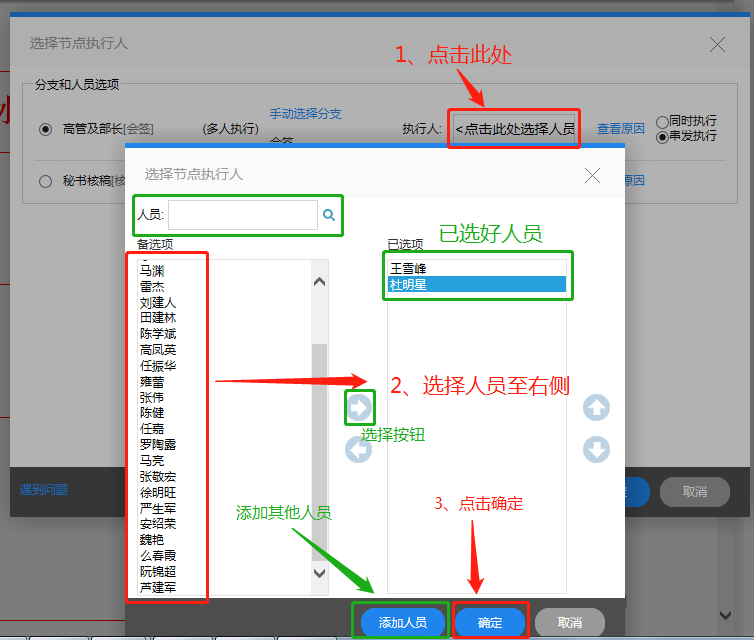 选择节点执行人
1、点击此处
分支和人员选项
手动选择分支
高管及部长[会签]
(多人执行)
执行人:
<点击此处选择人员
查看原因
同时执行
串发执行
秘书核稿[核
原因
选择节点执行人
人员:
备选项
已选项
已选好人员
马渊
雷杰
刘建人
田建林
陈学斌
高凤英
任振华
雍蕾
张伟
陈健
任嘉
罗陶露
马亮
张敬宏
徐明旺
严生军
安绍荣
魏艳
么春霞
阮锦超
芦建军
王雪峰
杜明星
2、选择人员至右侧
选择按钮
添加其他人员
3、点击确定
遇到问题
取消
添加人员
确定
取消